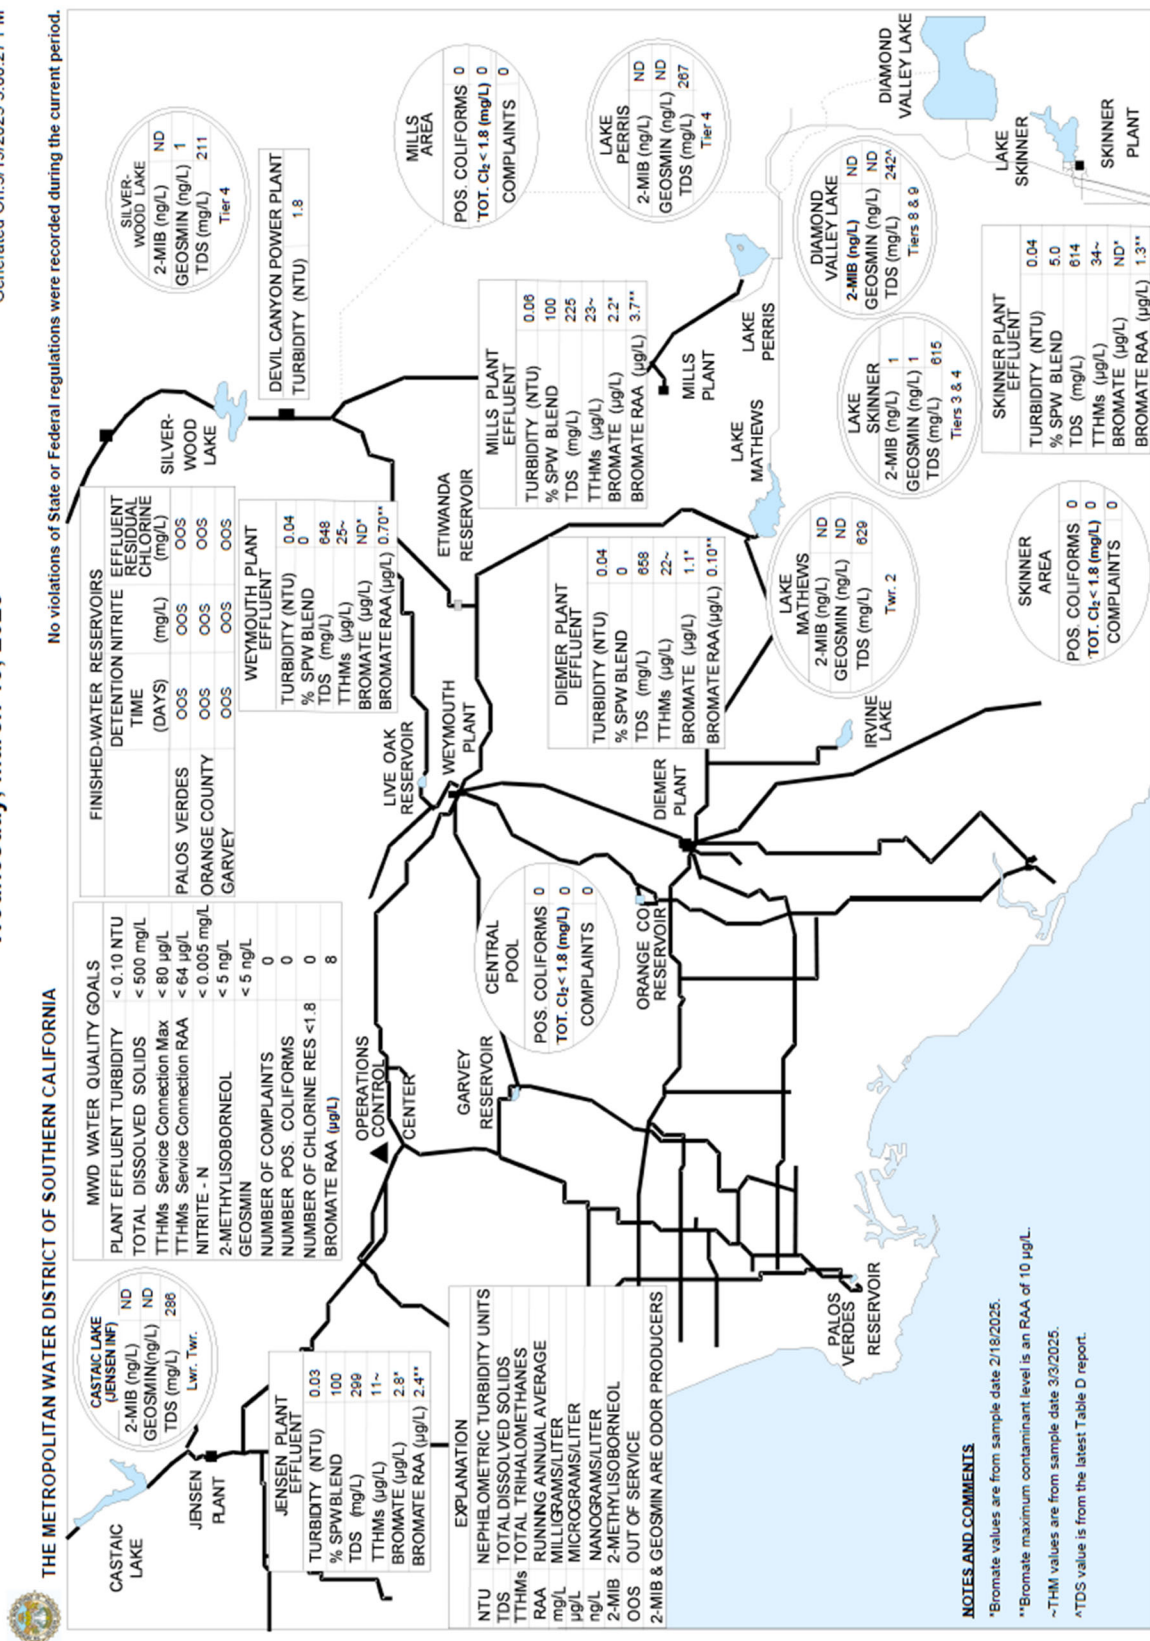 THE METROPOLITAN WATER DISTRICT OF SOUTHERN CALIFORNIA
No violations of State or Federal regulations were recorded during the current period.
CASTAIC LAKE
(JENSEN INF)
2-MIB (ng/L) ND
GEOSMIN(ng/L) ND
TDS (mg/L) 286
Lwr. Twr.
CASTAIC
LAKE
JENSEN
PLANT
JENSEN PLANT
EFFLUENT
TURBIDITY (NTU) 0.03
% SPWBLEND 100
TDS (mg/L) 299
TTHMs (µg/L) 11~
BROMATE (µg/L) 2.8*
BROMATE RAA (µg/L) 2.4**
MWD WATER QUALITY GOALS
PLANT EFFLUENT TURBIDITY < 0.10 NTU
TOTAL DISSOLVED SOLIDS < 500 mg/L
TTHMs Service Connection Max < 80 µg/L
TTHMs Service Connection RAA < 64 µg/L
NITRITE - N < 0.005 mg/L
2-METHYLISOBORNEOL < 5 ng/L
GEOSMIN < 5 ng/L
NUMBER OF COMPLAINTS 0
NUMBER POS. COLIFORMS 0
NUMBER OF CHLORINE RES <1.8 0
BROMATE RAA (µg/L) 8
FINISHED-WATER RESERVOIRS
DETENTION NITRITE EFFLUENT
TIME RESIDUAL
CHLORINE
(DAYS) (mg/L) (mg/L)
PALOS VERDES OOS OOS OOS
ORANGE COUNTY OOS OOS OOS
GARVEY OOS OOS OOS
WEYMOUTH PLANT
EFFLUENT
TURBIDITY (NTU) 0.04
% SPW BLEND 0
TDS (mg/L) 648
TTHMs (µg/L) 25~
BROMATE (µg/L) ND*
BROMATE RAA (µg/L) 0.70**
SILVER-
WOOD LAKE
2-MIB (ng/L) ND
GEOSMIN (ng/L) 1
TDS (mg/L) 211
Tier 4
SILVER-
WOOD
LAKE
DEVIL CANYON POWER PLANT
TURBIDITY (NTU) 1.8
MILLS
AREA
POS. COLIFORMS 0
TOT. Cl₂ < 1.8 (mg/L) 0
COMPLAINTS 0
LAKE
PERRIS
2-MIB (ng/L) ND
GEOSMIN (ng/L) ND
TDS (mg/L) 267
Tier 4
OPERATIONS
CONTROL
CENTER
LIVE OAK
RESERVOIR
WEYMOUTH
PLANT
ETIWANDA
RESERVOIR
MILLS PLANT
EFFLUENT
TURBIDITY (NTU) 0.06
% SPW BLEND 100
TDS (mg/L) 225
TTHMs (µg/L) 23~
BROMATE (µg/L) 2.2*
BROMATE RAA (µg/L) 3.7**
MILLS
PLANT
LAKE
PERRIS
LAKE
MATHEWS
GARVEY
RESERVOIR
CENTRAL
POOL
POS. COLIFORMS 0
TOT. Cl₂ < 1.8 (mg/L) 0
COMPLAINTS 0
DIEMER PLANT
EFFLUENT
TURBIDITY (NTU) 0.04
% SPW BLEND 0
TDS (mg/L) 658
TTHMs (µg/L) 22~
BROMATE (µg/L) 1.1*
BROMATE RAA (µg/L) 0.10**
DIEMER
PLANT
ORANGE CO
RESERVOIR
IRVINE
LAKE
LAKE
MATHEWS
2-MIB (ng/L) ND
GEOSMIN (ng/L) ND
TDS (mg/L) 629
Twr. 2
LAKE
SKINNER
2-MIB (ng/L) 1
GEOSMIN (ng/L) 1
TDS (mg/L) 615
Tiers 3 & 4
DIAMOND
VALLEY LAKE
2-MIB (ng/L) ND
GEOSMIN (ng/L) ND
TDS (mg/L) 242^
Tiers 8 & 9
DIAMOND
VALLEY LAKE
LAKE
SKINNER
SKINNER
PLANT
SKINNER PLANT
EFFLUENT
TURBIDITY (NTU) 0.04
% SPW BLEND 5.0
TDS (mg/L) 614
TTHMs (µg/L) 34~
BROMATE (µg/L) ND*
BROMATE RAA (µg/L) 1.3**
SKINNER
AREA
POS. COLIFORMS 0
TOT. Cl₂ < 1.8 (mg/L) 0
COMPLAINTS 0
EXPLANATION
NTU NEPHELOMETRIC TURBIDITY UNITS
TDS TOTAL DISSOLVED SOLIDS
TTHMs TOTAL TRIHALOMETHANES
RAA RUNNING ANNUAL AVERAGE
mg/L MILLIGRAMS/LITER
µg/L MICROGRAMS/LITER
ng/L NANOGRAMS/LITER
2-MIB 2-METHYLISOBORNEOL
OOS OUT OF SERVICE
2-MIB & GEOSMIN ARE ODOR PRODUCERS
PALOS
VERDES
RESERVOIR
NOTES AND COMMENTS
*Bromate values are from sample date 2/18/2025.
**Bromate maximum contaminant level is an RAA of 10 µg/L.
~THM values are from sample date 3/3/2025.
^TDS value is from the latest Table D report.